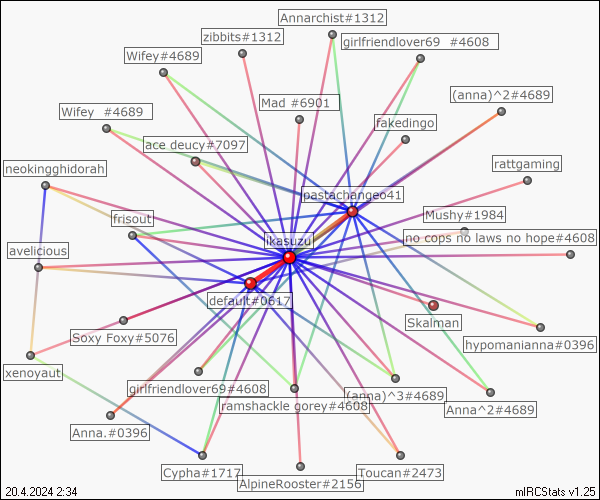 Annarchist#1312
zibbits#1312
girlfriendlover69 #4608
Wifey#4689
(anna)^2#4689
Mad #6901
Wifey #4689
fakedingo
ace deucy#7097
neokingghidorah
rattgaming
pastachangeo41
frisout
Mushy#1984
ikasuzu
no cops no laws no hope#4608
avelicious
default#0617
Skalman
Soxy Foxy#5076
hypomanianna#0396
xenoyaut
girlfriendlover69#4608
(anna)^3#4689
ramshackle gorey#4608
Anna^2#4689
Anna.#0396
Cypha#1717
Toucan#2473
AlpineRooster#2156
20.4.2024 2:34
mIRCStats v1.25